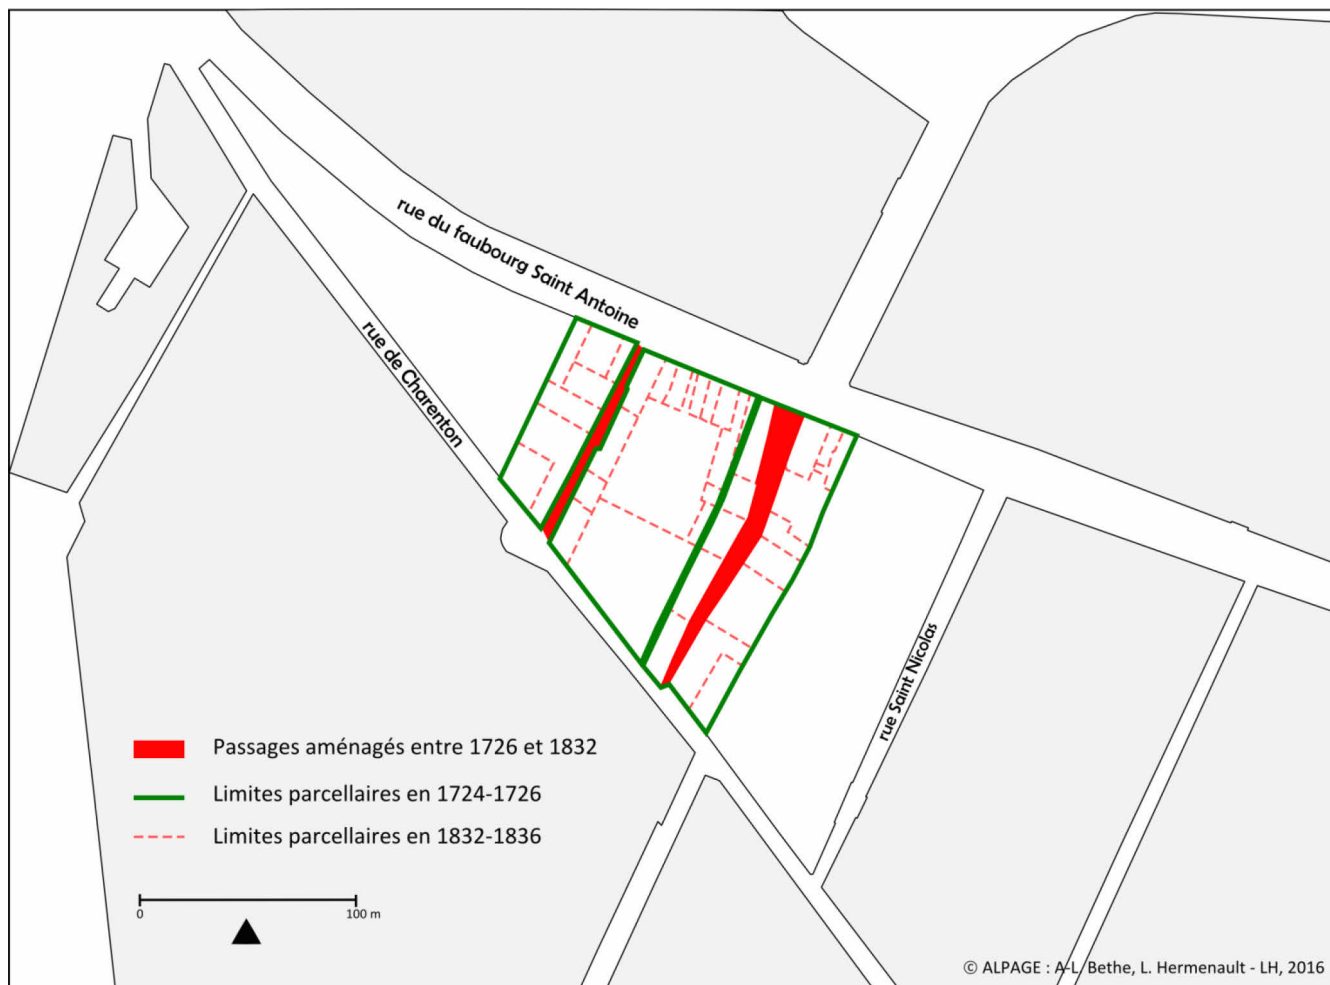 rue du faubourg Saint Antoine
rue de Charenton
rue Saint Nicolas
Passages aménagés entre 1726 et 1832
Limites parcellaires en 1724-1726
Limites parcellaires en 1832-1836
0 100 m
© ALPAGE : A-L. Bethe, L. Hermenault - LH, 2016